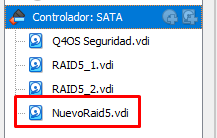 Controlador: SATA
Q4OS Seguridad.vdi
RAID5_1.vdi
RAID5_2.vdi
NuevoRaid5.vdi